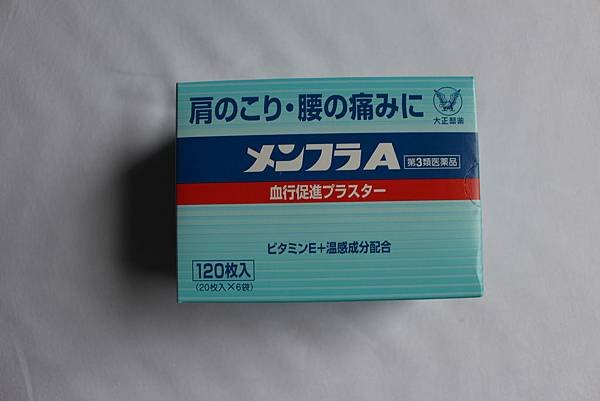 肩のこり・腰の痛みに
大正製薬
メンフラA 第3類医薬品
血行促進プラスター
ビタミンE+温感成分配合
120枚入
(20枚入×6袋)